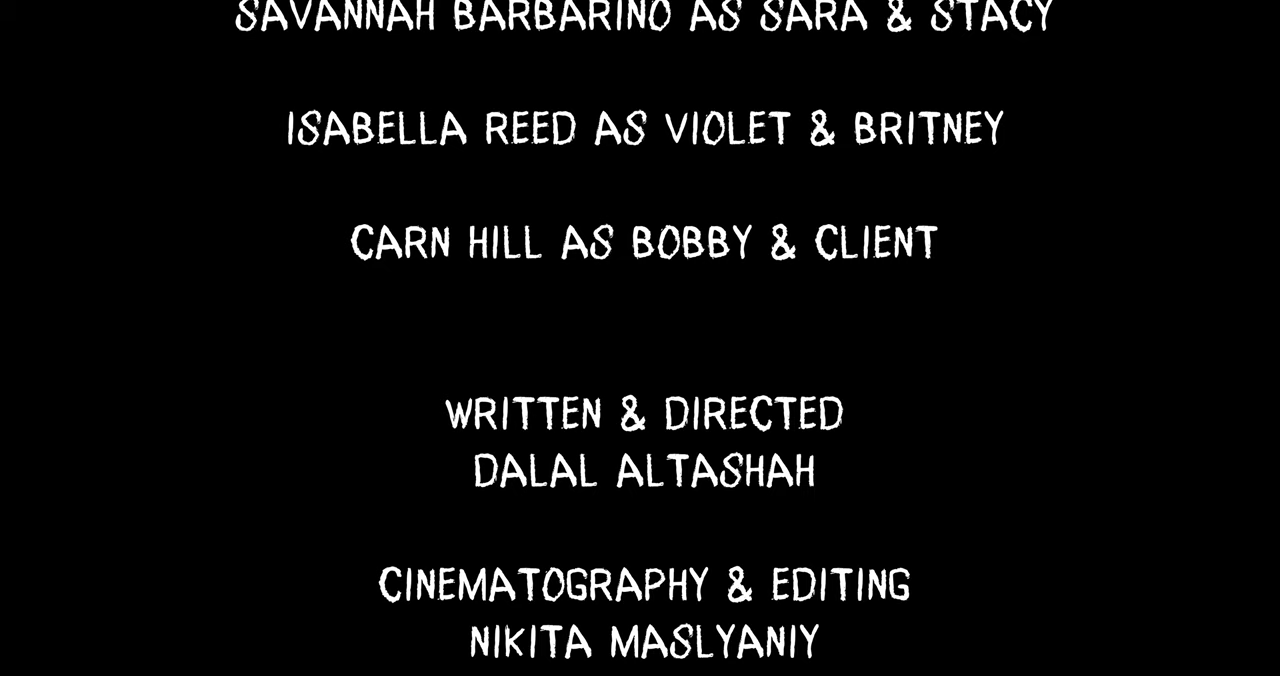 SAVANNAH BARBARINO AS SARA & STACY
ISABELLA REED AS VIOLET & BRITNEY
CARN HILL AS BOBBY & CLIENT
WRITTEN & DIRECTED
DALAL ALTASHAH
CINEMATOGRAPHY & EDITING
NIKITA MASLYANIY